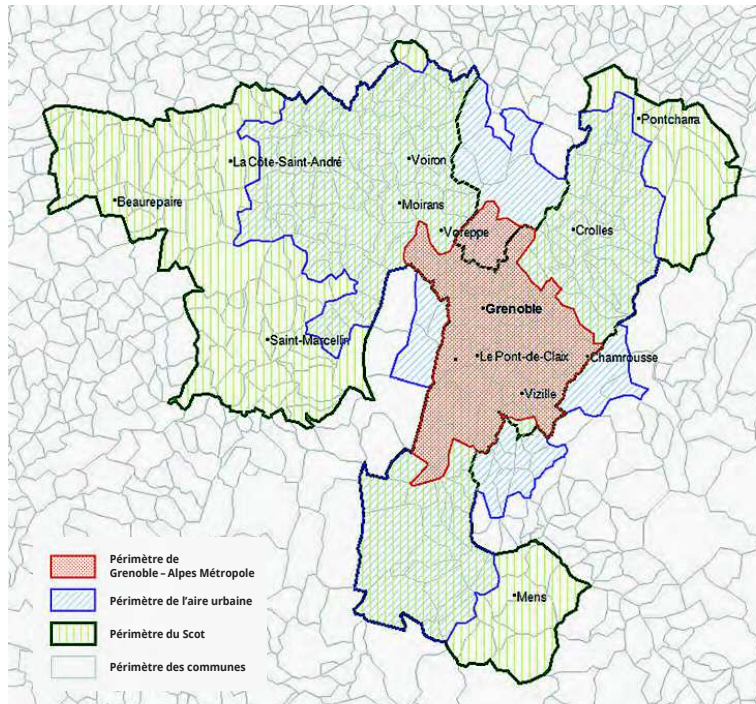 Pontcharra
La Côte-Saint-André
Voiron
Beaurepaire
Moirans
Voreppe
Crolles
Grenoble
Saint-Marcellin
Le Pont-de-Claix
Chamrousse
Vizille
Mens
Périmètre de
Grenoble – Alpes Métropole
Périmètre de l'aire urbaine
Périmètre du Scot
Périmètre des communes